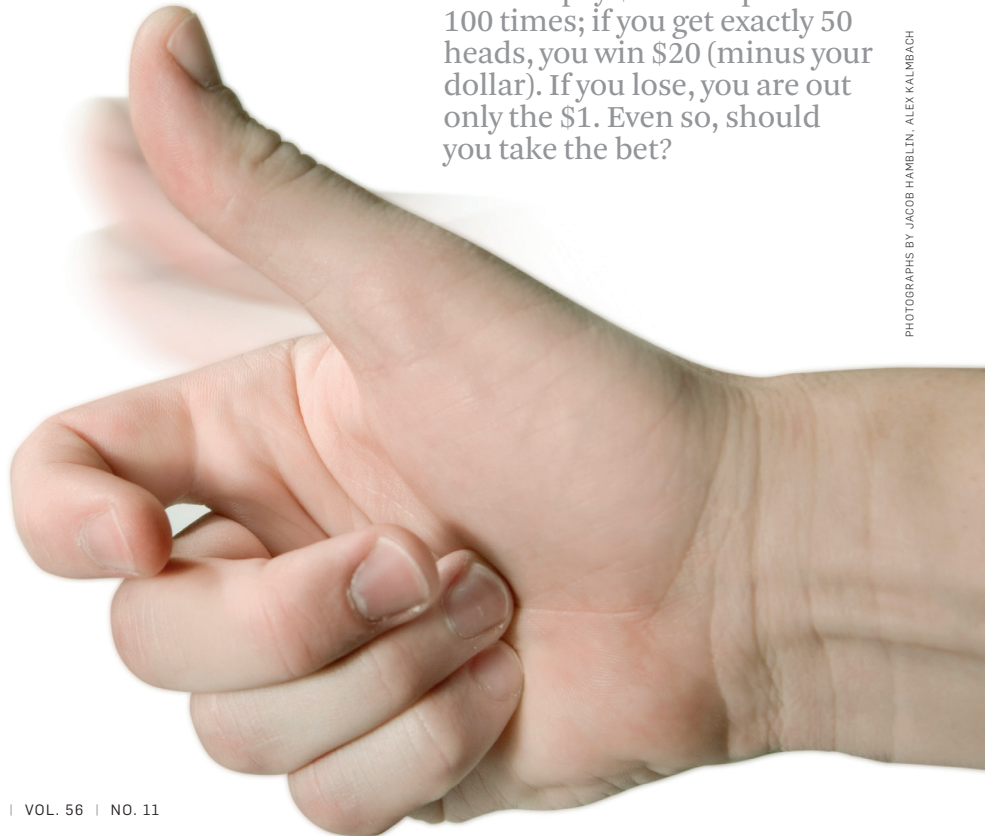 100 times; if you get exactly 50
heads, you win $20 (minus your
dollar). If you lose, you are out
only the $1. Even so, should
you take the bet?
PHOTOGRAPHS BY JACOB HAMBLIN, ALEX KALMBACH
| VOL. 56 | NO. 11